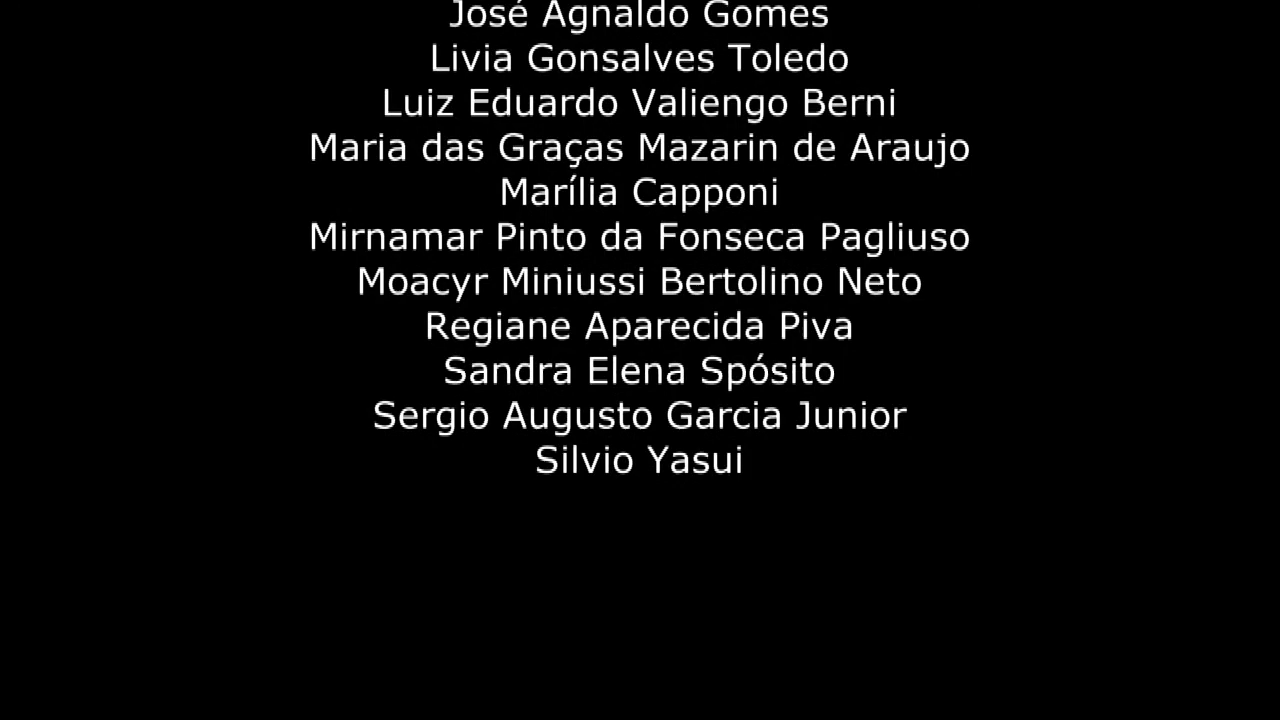 José Agnaldo Gomes
Livia Gonsalves Toledo
Luiz Eduardo Valiengo Berni
Maria das Graças Mazarin de Araujo
Marília Capponi
Mirnamar Pinto da Fonseca Pagliuso
Moacyr Miniussi Bertolino Neto
Regiane Aparecida Piva
Sandra Elena Spósito
Sergio Augusto Garcia Junior
Silvio Yasui